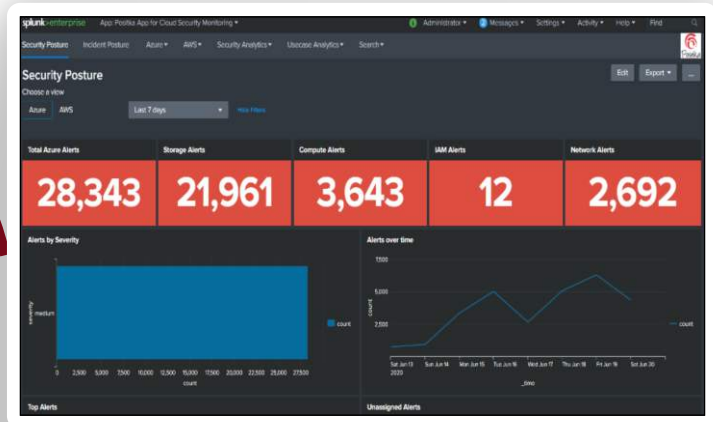 splunk>enterprise App: Positka App for Cloud Security Monitoring Administrator 2 Messages Settings Activity Help Find
Security Posture Incident Posture Azure AWS Security Analytics Usecase Analytics Search
Security Posture Edit Export ...
Choose a view
Azure AWS Last 7 days Hide Filters
Total Azure Alerts Storage Alerts Compute Alerts IAM Alerts Network Alerts
28,343 21,961 3,643 12 2,692
Alerts by Severity Alerts over time
severity
medium
count
0 2,500 5,000 7,500 10,000 12,500 15,000 17,500 20,000 22,500 25,000 27,500
count
7,500
5,000
2,500
count
count
Sat Jun 13 Sun Jun 14 Mon Jun 15 Tue Jun 16 Wed Jun 17 Thu Jun 18 Fri Jun 19 Sat Jun 20
2020
_time
Top Alerts Unassigned Alerts